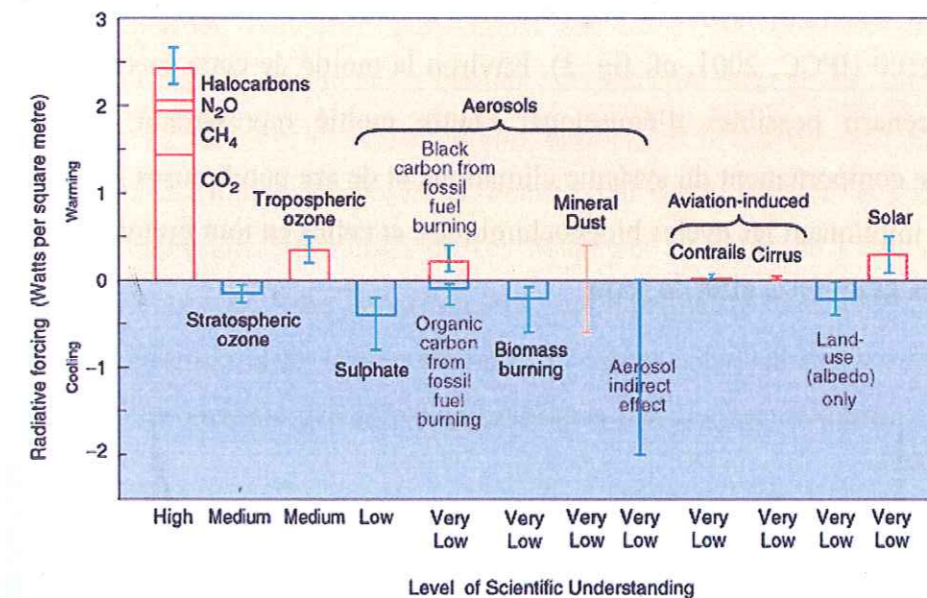 3
2
1
0
−1
−2
Radiative forcing (Watts per square metre)
Warming
Cooling
Halocarbons
N2O
CH4
CO2
Aerosols
Black
carbon from
fossil
fuel
burning
Tropospheric
ozone
Mineral
Dust
Aviation-induced
Contrails Cirrus
Solar
Stratospheric
ozone
Sulphate
Organic
carbon
from
fossil
fuel
burning
Biomass
burning
Aerosol
indirect
effect
Land-
use
(albedo)
only
High Medium Medium Low Very Low Very Low Very Low Very Low Very Low Very Low Very Low Very Low
Level of Scientific Understanding